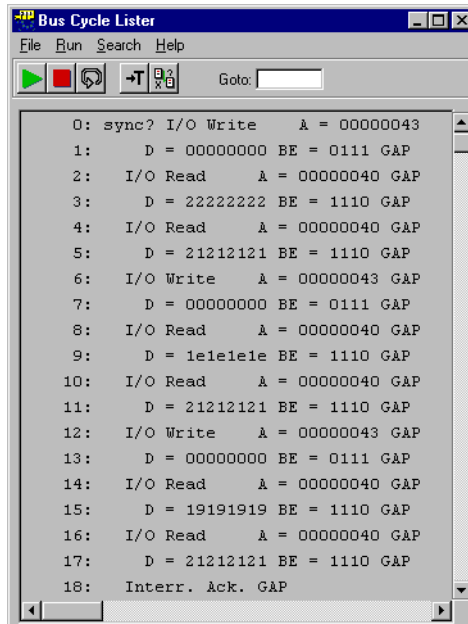 Bus Cycle Lister
File Run Search Help
→T Goto:
0: sync? I/O Write A = 00000043
1: D = 00000000 BE = 0111 GAP
2: I/O Read A = 00000040 GAP
3: D = 22222222 BE = 1110 GAP
4: I/O Read A = 00000040 GAP
5: D = 21212121 BE = 1110 GAP
6: I/O Write A = 00000043 GAP
7: D = 00000000 BE = 0111 GAP
8: I/O Read A = 00000040 GAP
9: D = 1e1e1e1e BE = 1110 GAP
10: I/O Read A = 00000040 GAP
11: D = 21212121 BE = 1110 GAP
12: I/O Write A = 00000043 GAP
13: D = 00000000 BE = 0111 GAP
14: I/O Read A = 00000040 GAP
15: D = 19191919 BE = 1110 GAP
16: I/O Read A = 00000040 GAP
17: D = 21212121 BE = 1110 GAP
18: Interr. Ack. GAP